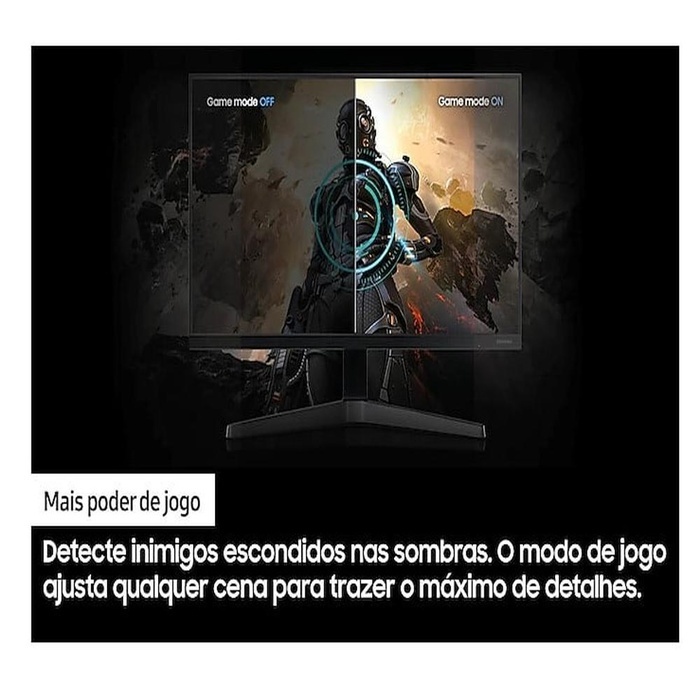 Game mode OFF
Game mode ON
Mais poder de jogo
Detecte inimigos escondidos nas sombras. O modo de jogo
ajusta qualquer cena para trazer o máximo de detalhes.